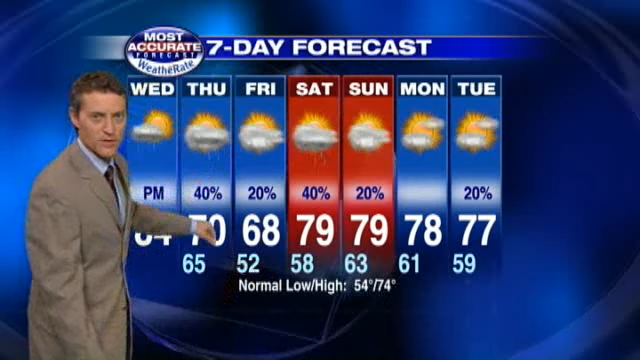 MOST
ACCURATE
FORECAST
WeatheRate
7-DAY FORECAST
WED THU FRI SAT SUN MON TUE
PM 40% 20% 40% 20% 20%
70 68 79 79 78 77
65 52 58 63 61 59
Normal Low/High: 54°/74°